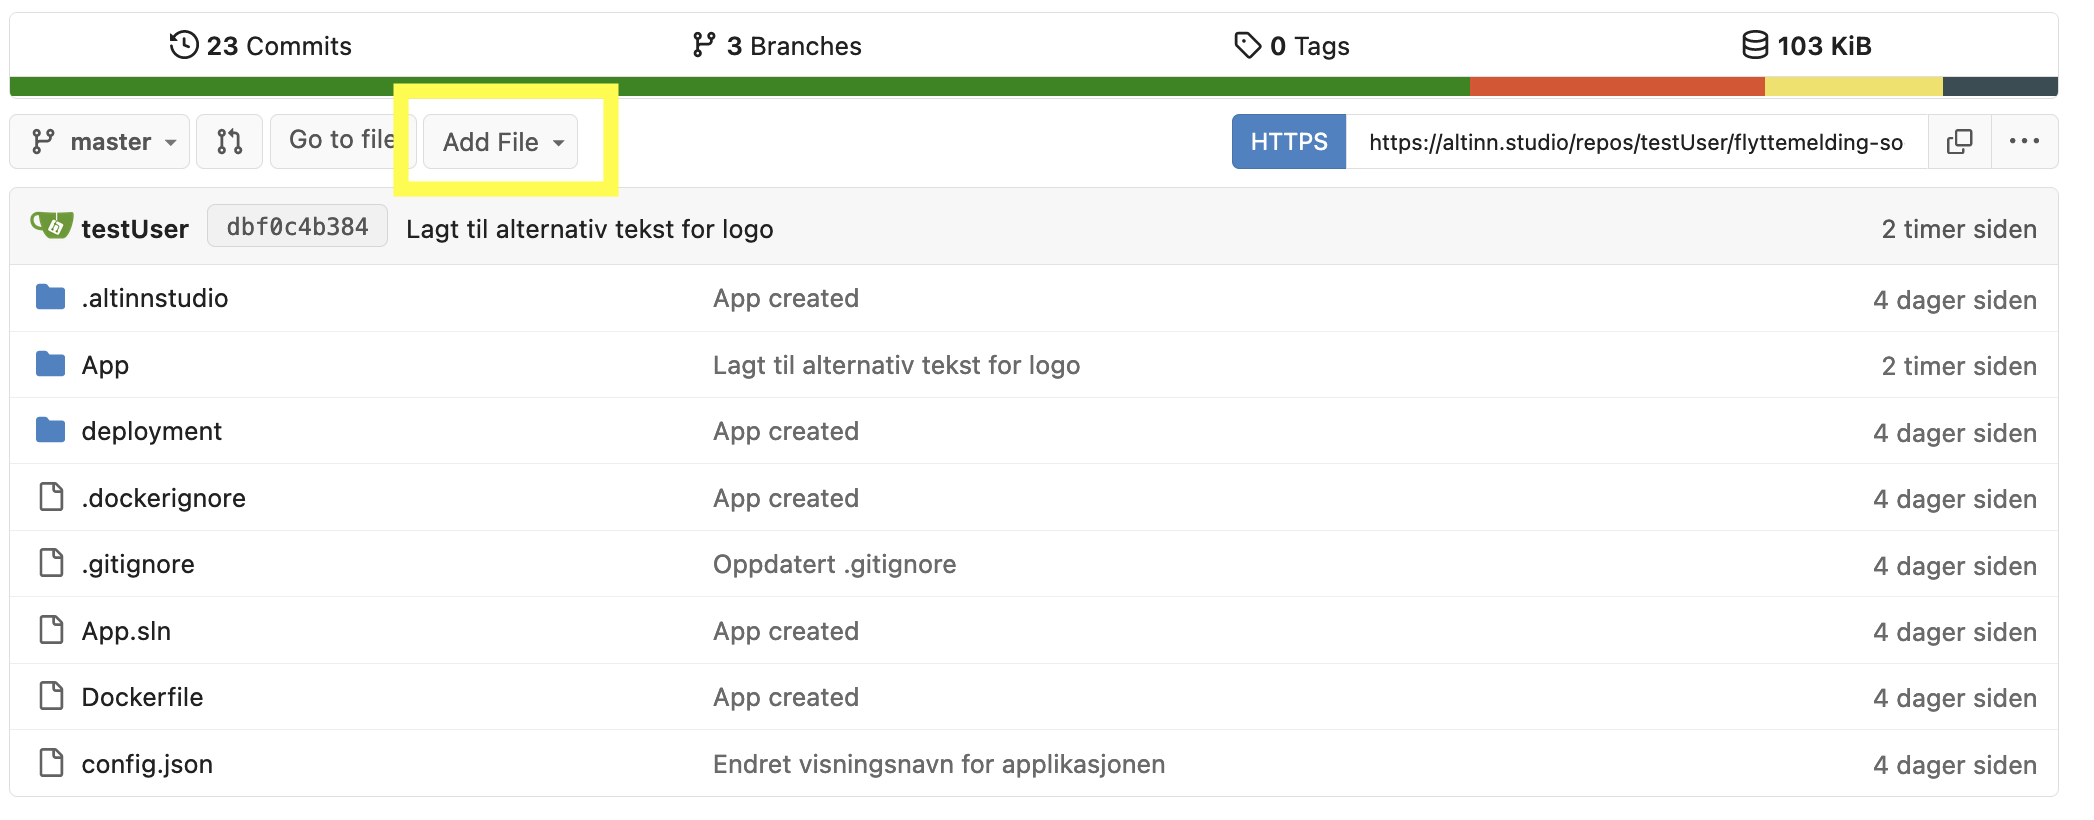 23 Commits 3 Branches 0 Tags 103 KiB
master Go to file Add File HTTPS https://altinn.studio/repos/testUser/flyttemelding-so
testUser dbf0c4b384 Lagt til alternativ tekst for logo 2 timer siden
.altinnstudio App created 4 dager siden
App Lagt til alternativ tekst for logo 2 timer siden
deployment App created 4 dager siden
.dockerignore App created 4 dager siden
.gitignore Oppdatert .gitignore 4 dager siden
App.sln App created 4 dager siden
Dockerfile App created 4 dager siden
config.json Endret visningsnavn for applikasjonen 4 dager siden